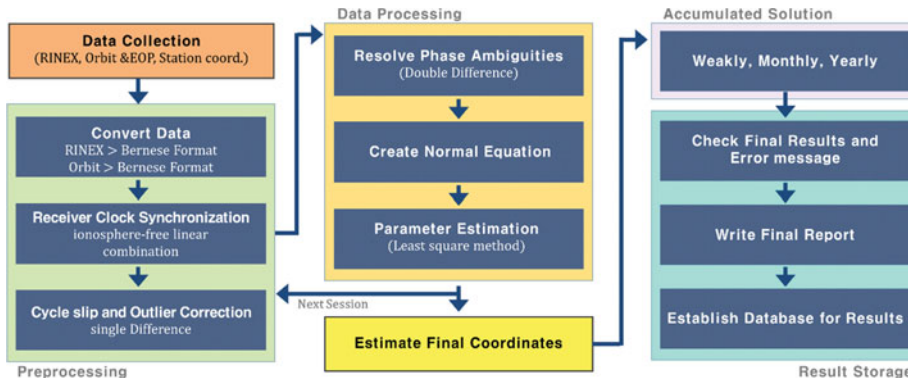 Data Collection
(RINEX, Orbit &EOP, Station coord.)
Convert Data
RINEX > Bernese Format
Orbit > Bernese Format
Receiver Clock Synchronization
ionosphere-free linear
combination
Cycle slip and Outlier Correction
single Difference
Preprocessing
Data Processing
Resolve Phase Ambiguities
(Double Difference)
Create Normal Equation
Parameter Estimation
(Least square method)
Next Session
Estimate Final Coordinates
Accumulated Solution
Weakly, Monthly, Yearly
Check Final Results and
Error message
Write Final Report
Establish Database for Results
Result Storage